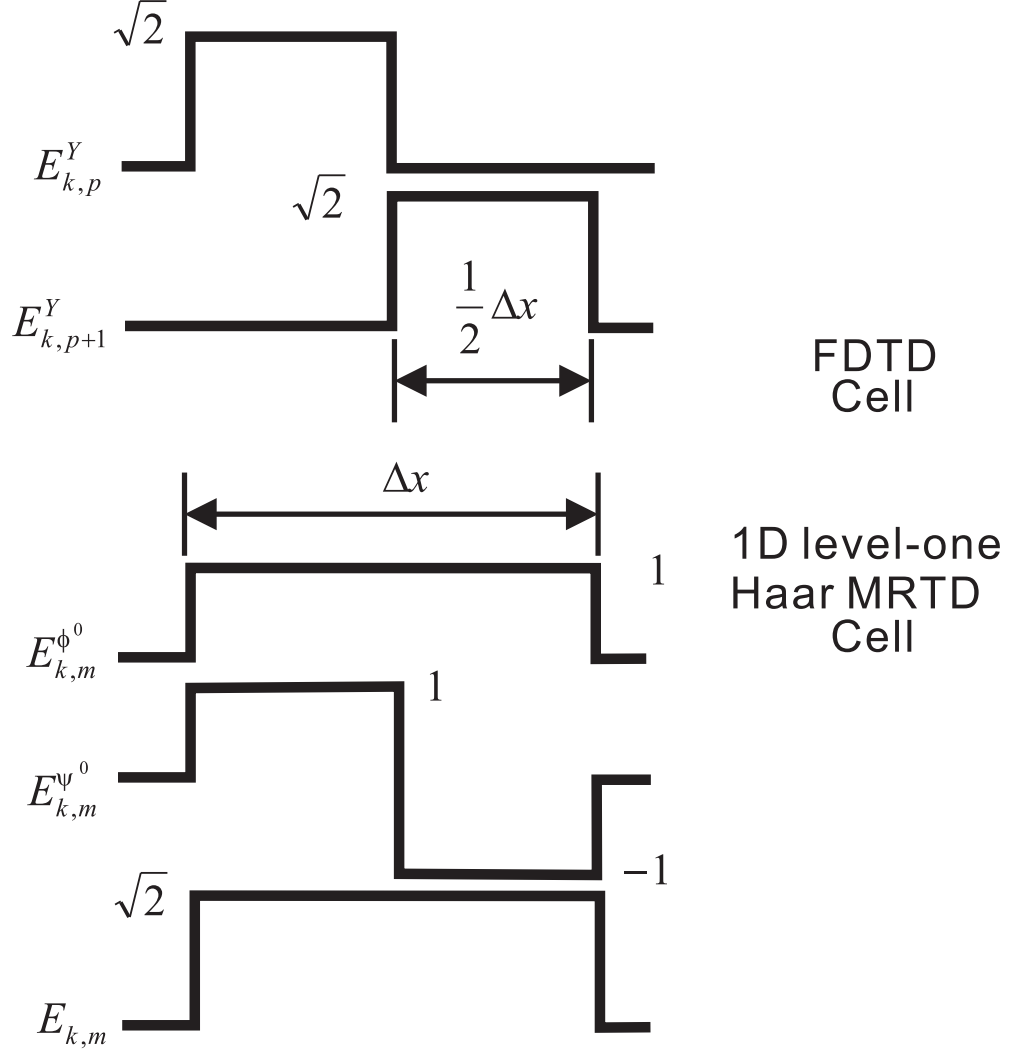 √2
E^Y_{k,p}
√2
E^Y_{k,p+1}
1/2 Δx
FDTD
Cell
Δx
1D level-one
Haar MRTD
Cell
1
E^{ϕ^0}_{k,m}
1
E^{ψ^0}_{k,m}
−1
√2
E_{k,m}